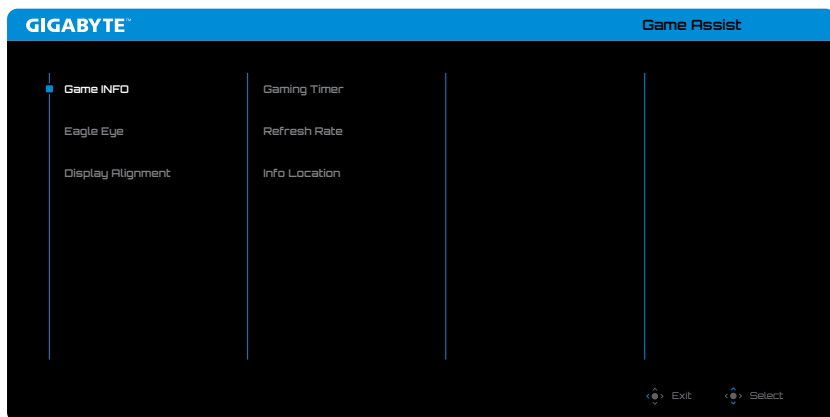 GIGABYTE™ Game Assist
Game INFO Gaming Timer
Eagle Eye Refresh Rate
Display Alignment Info Location
Exit Select